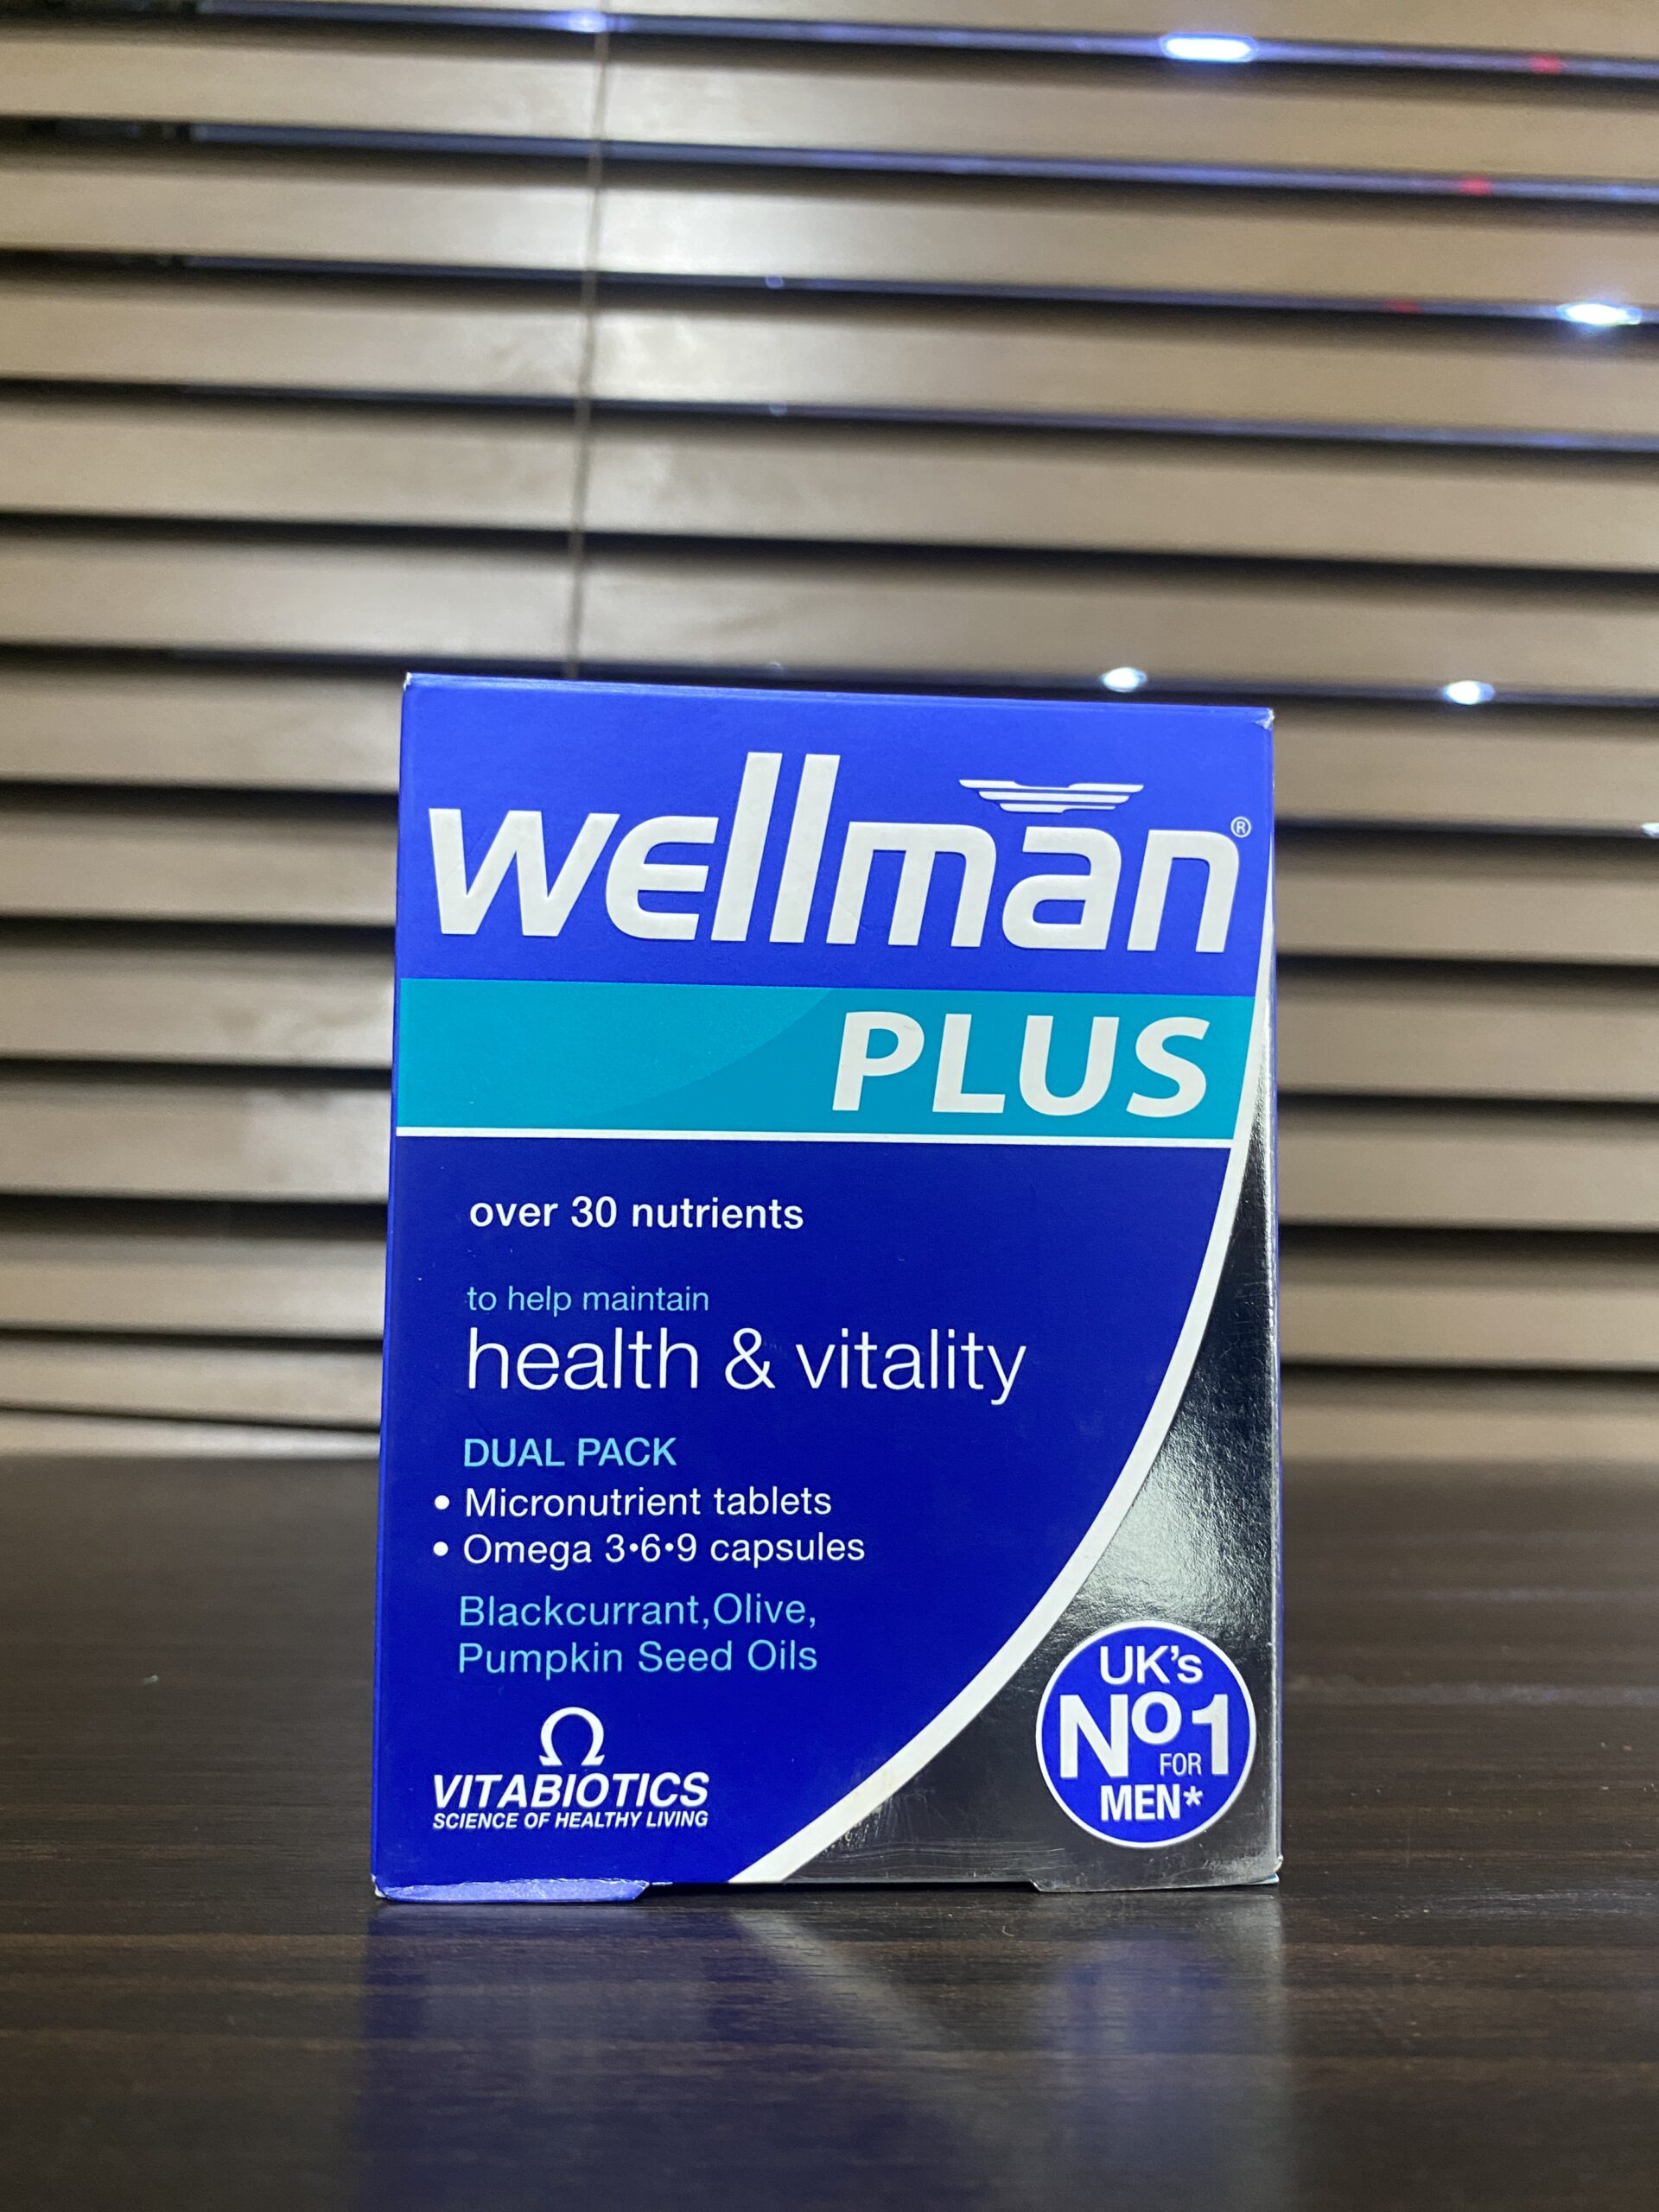 wellman®
PLUS
over 30 nutrients
to help maintain
health & vitality
DUAL PACK
• Micronutrient tablets
• Omega 3•6•9 capsules
Blackcurrant,Olive,
Pumpkin Seed Oils
VITABIOTICS
SCIENCE OF HEALTHY LIVING
UK's
Nº1
FOR
MEN*